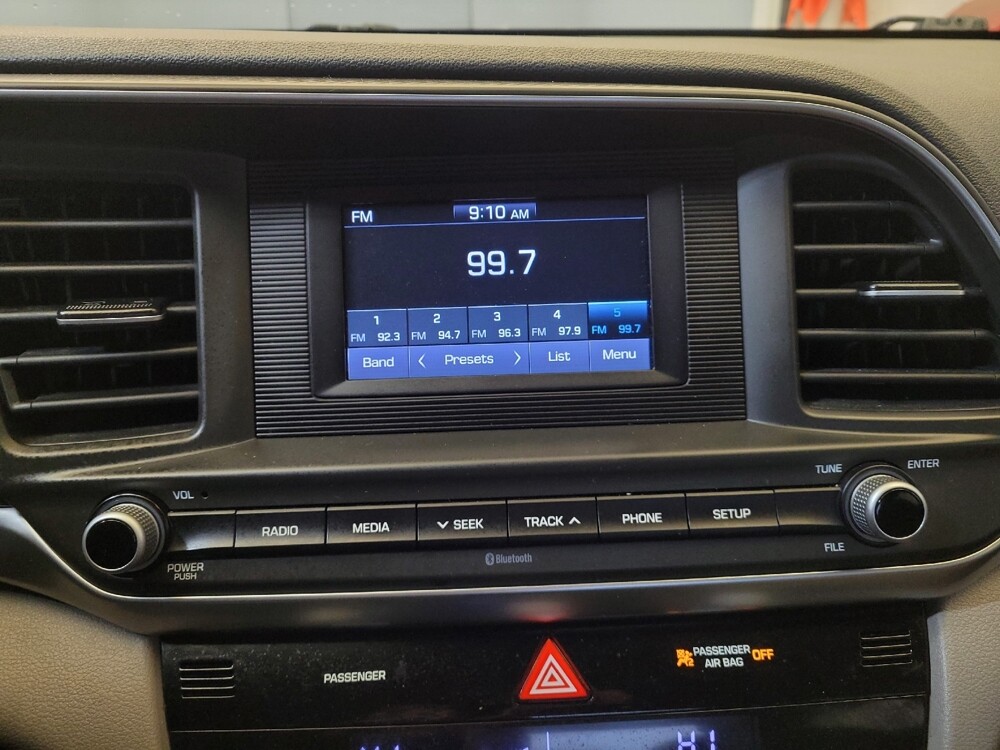 FM 9:10 AM
99.7
1 2 3 4 5
FM 92.3 FM 94.7 FM 96.3 FM 97.9 FM 99.7
Band < Presets > List Menu
VOL TUNE ENTER
RADIO MEDIA SEEK TRACK PHONE SETUP
POWER
PUSH
Bluetooth
FILE
PASSENGER
PASSENGER
AIR BAG OFF
HI